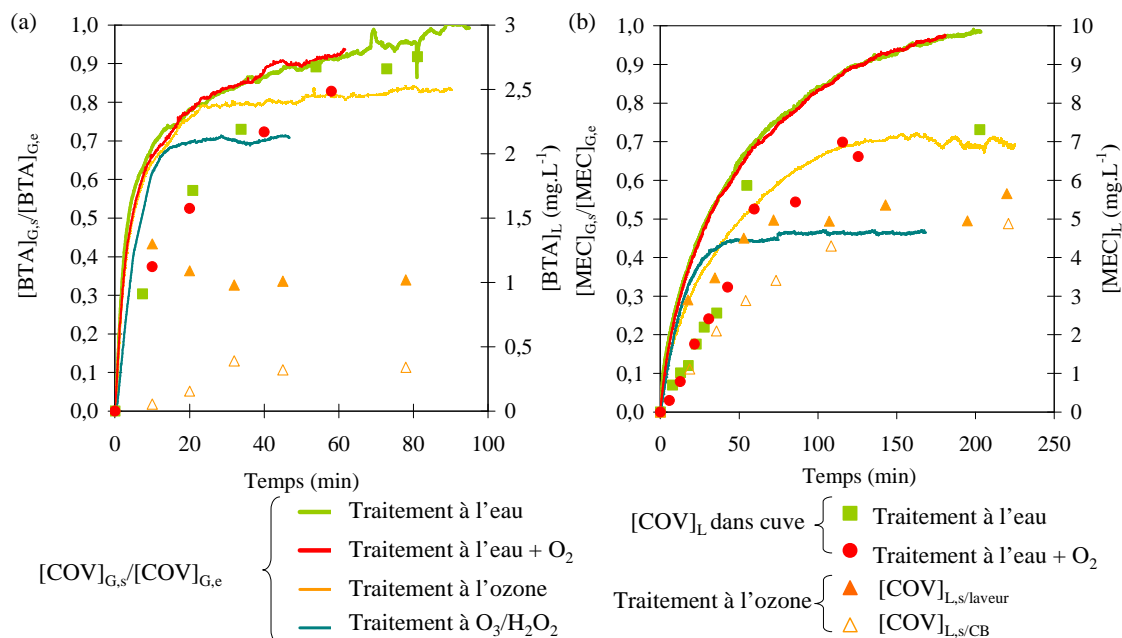 (a)
1,0
0,9
0,8
0,7
0,6
0,5
0,4
0,3
0,2
0,1
0,0
[BTA]G,s/[BTA]G,e
3
2,5
2
1,5
1
0,5
0
[BTA]L (mg.L-1)
0 20 40 60 80 100
Temps (min)
(b)
1,0
0,9
0,8
0,7
0,6
0,5
0,4
0,3
0,2
0,1
0,0
[MEC]G,s/[MEC]G,e
10
9
8
7
6
5
4
3
2
1
0
[MEC]L (mg.L-1)
0 50 100 150 200 250
Temps (min)
[COV]G,s/[COV]G,e
Traitement à l'eau
Traitement à l'eau + O2
Traitement à l'ozone
Traitement à O3/H2O2
[COV]L dans cuve
Traitement à l'eau
Traitement à l'eau + O2
Traitement à l'ozone
[COV]L,s/laveur
[COV]L,s/CB